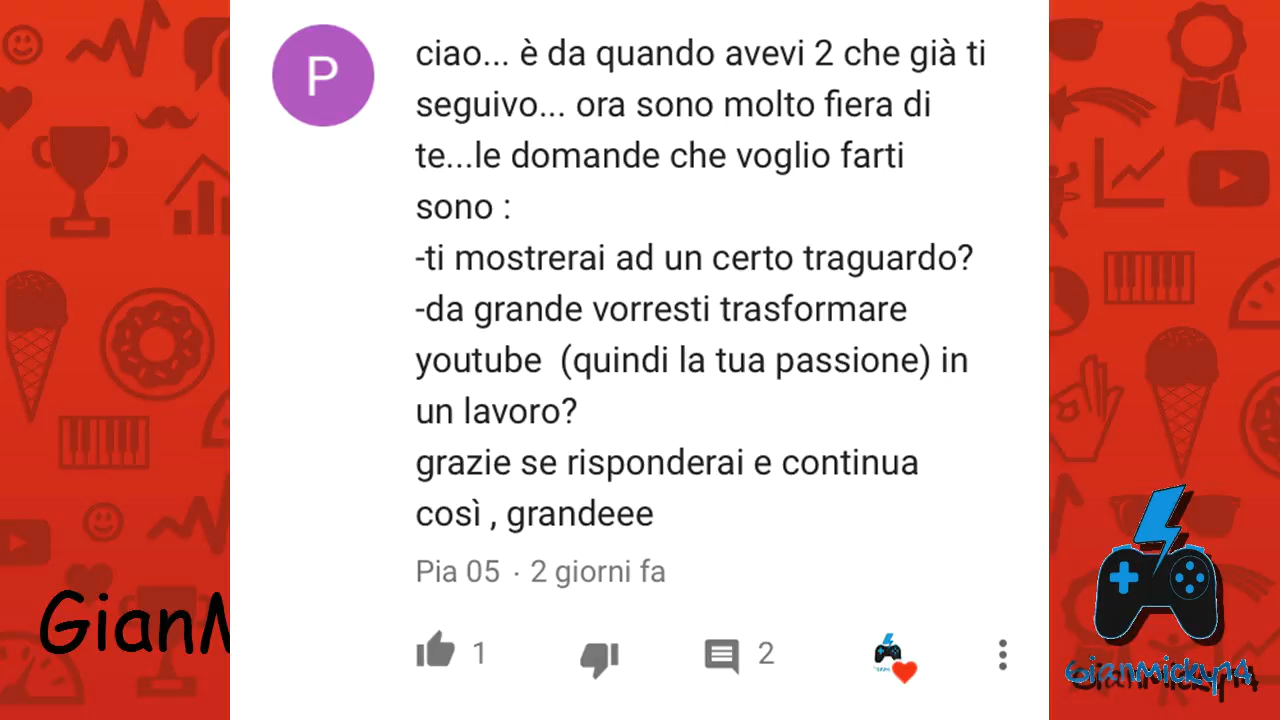 P
ciao... è da quando avevi 2 che già ti
seguivo... ora sono molto fiera di
te...le domande che voglio farti
sono :
-ti mostrerai ad un certo traguardo?
-da grande vorresti trasformare
youtube (quindi la tua passione) in
un lavoro?
grazie se risponderai e continua
così , grandeee
Pia 05 · 2 giorni fa
1
2
GianM
GianMicky14